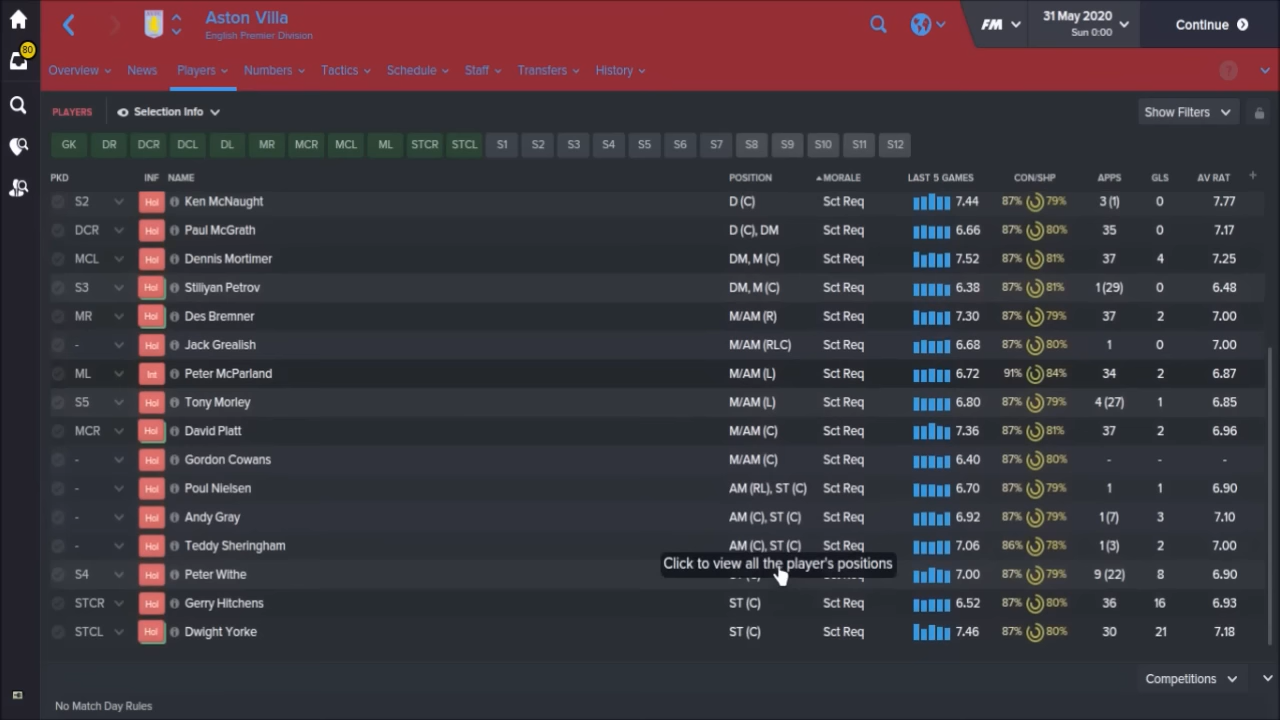 Aston Villa
English Premier Division
FM
31 May 2020
Sun 0:00
Continue
80
Overview News Players Numbers Tactics Schedule Staff Transfers History ?
PLAYERS Selection Info Show Filters
GK DR DCR DCL DL MR MCR MCL ML STCR STCL S1 S2 S3 S4 S5 S6 S7 S8 S9 S10 S11 S12
PKD INF NAME POSITION MORALE LAST 5 GAMES CON/SHP APPS GLS AV RAT +
S2 Hol Ken McNaught D (C) Sct Req 7.44 87% 79% 3 (1) 0 7.77
DCR Hol Paul McGrath D (C), DM Sct Req 6.66 87% 80% 35 0 7.17
MCL Hol Dennis Mortimer DM, M (C) Sct Req 7.52 87% 81% 37 4 7.25
S3 Hol Stiliyan Petrov DM, M (C) Sct Req 6.38 87% 81% 1 (29) 0 6.48
MR Hol Des Bremner M/AM (R) Sct Req 7.30 87% 79% 37 2 7.00
- Hol Jack Grealish M/AM (RLC) Sct Req 6.68 87% 80% 1 0 7.00
ML Int Peter McParland M/AM (L) Sct Req 6.72 91% 84% 34 2 6.87
S5 Hol Tony Morley M/AM (L) Sct Req 6.80 87% 79% 4 (27) 1 6.85
MCR Hol David Platt M/AM (C) Sct Req 7.36 87% 81% 37 2 6.96
- Hol Gordon Cowans M/AM (C) Sct Req 6.40 87% 80% - - -
- Hol Poul Nielsen AM (RL), ST (C) Sct Req 6.70 87% 79% 1 1 6.90
- Hol Andy Gray AM (C), ST (C) Sct Req 6.92 87% 79% 1 (7) 3 7.10
- Hol Teddy Sheringham AM (C), ST (C) Sct Req 7.06 86% 78% 1 (3) 2 7.00
Click to view all the player's positions
S4 Hol Peter Withe 7.00 87% 79% 9 (22) 8 6.90
STCR Hol Gerry Hitchens ST (C) Sct Req 6.52 87% 80% 36 16 6.93
STCL Hol Dwight Yorke ST (C) Sct Req 7.46 87% 80% 30 21 7.18
Competitions
No Match Day Rules